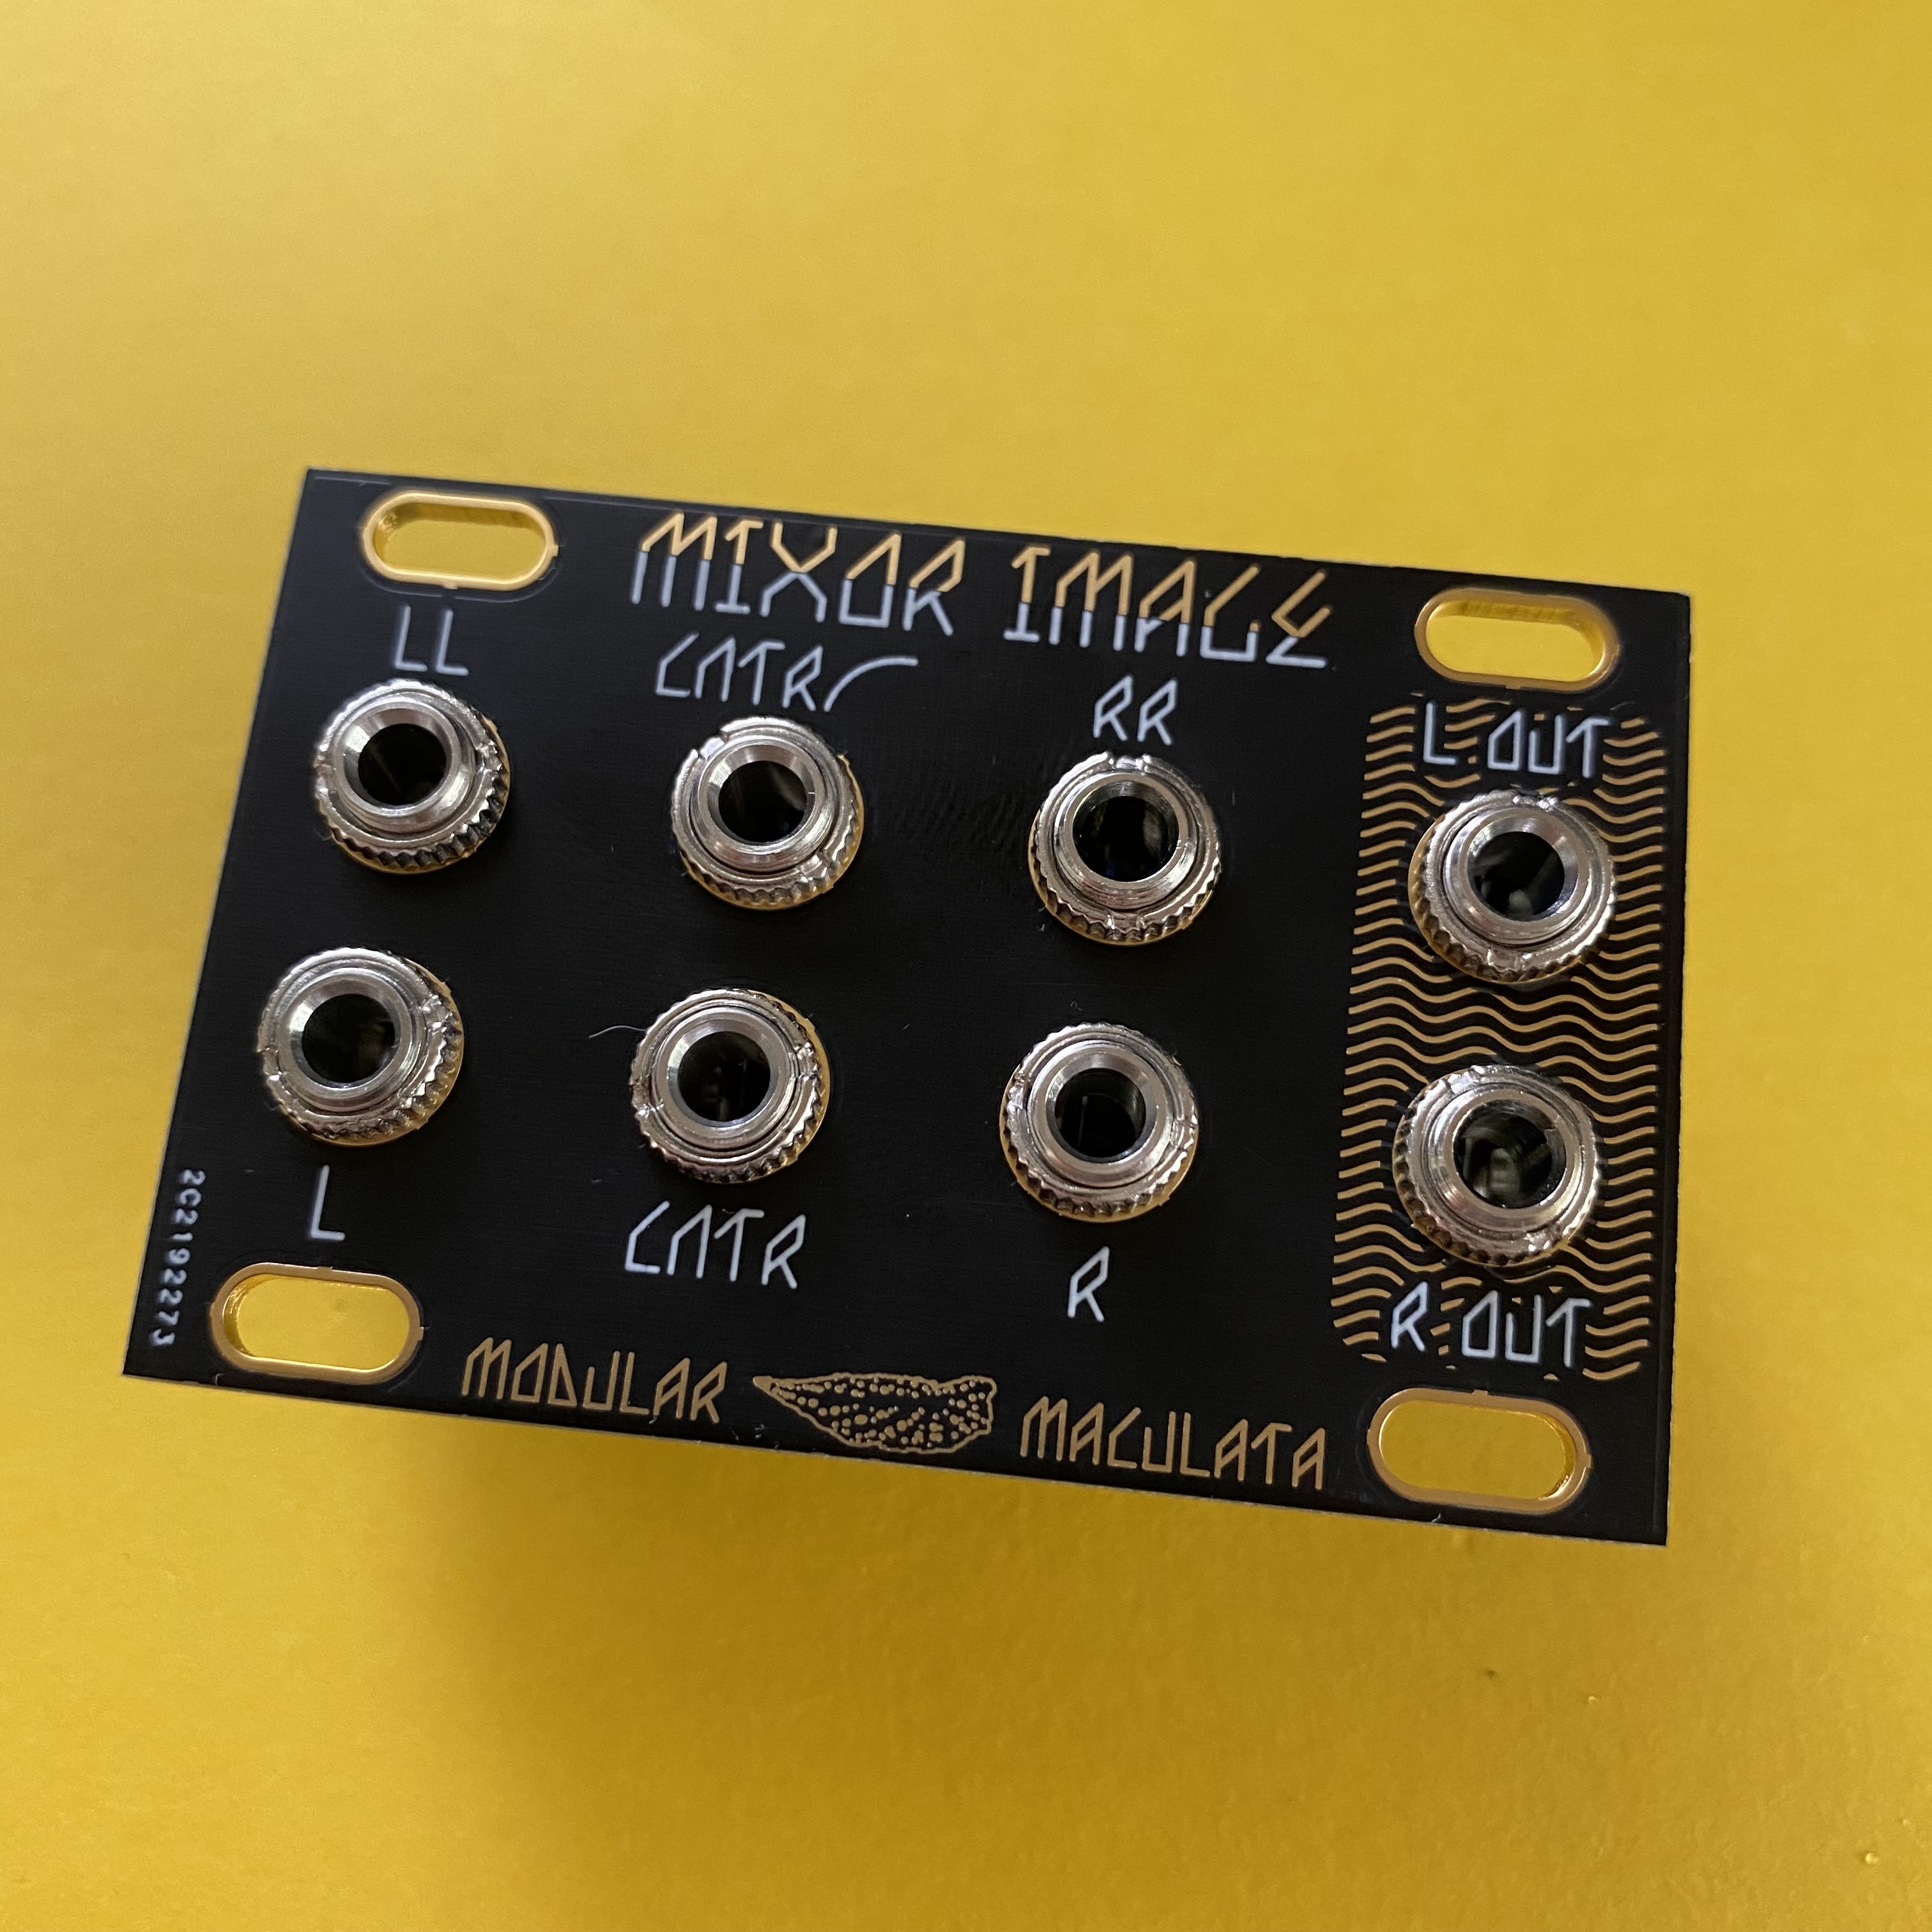 MIXOR IMAGE
LL
CNTR
RR
L OUT
L
CNTR
R
R OUT
2C2192273
MODULAR MACULATA